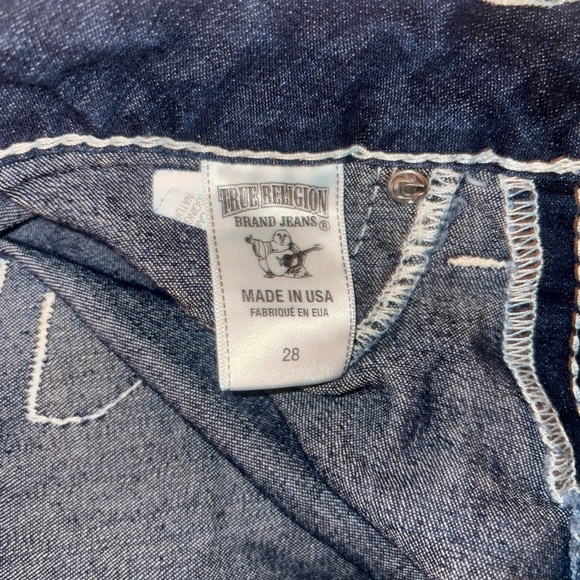 TRUE RELIGION
BRAND JEANS®
MADE IN USA
FABRIQUÉ EN EUA
28